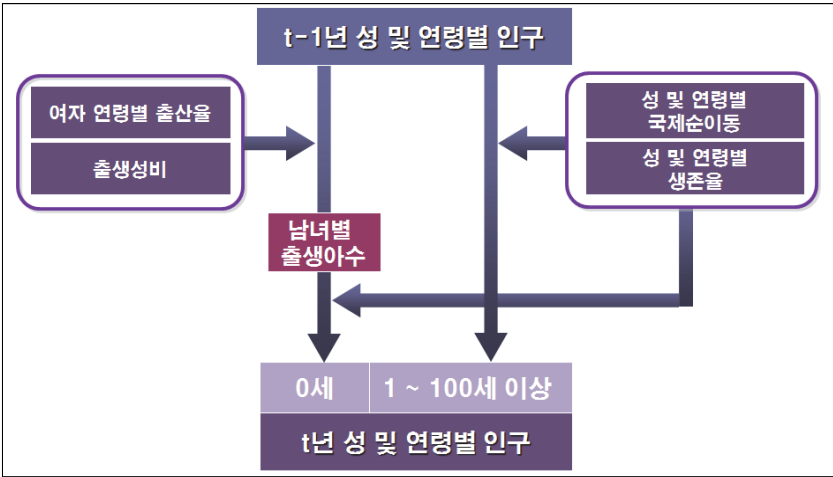 t-1년 성 및 연령별 인구
여자 연령별 출산율
출생성비
성 및 연령별
국제순이동
성 및 연령별
생존율
남녀별
출생아수
0세
1 ~ 100세 이상
t년 성 및 연령별 인구